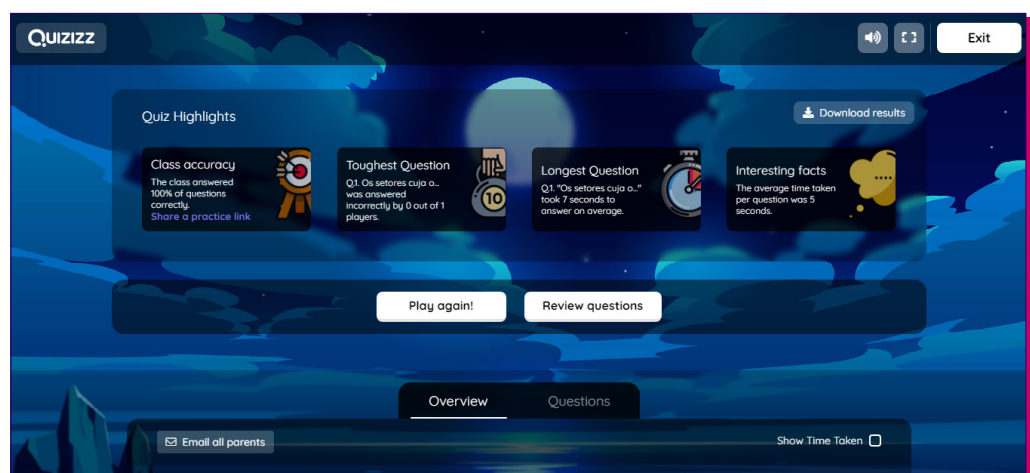 Quizizz
Exit
Quiz Highlights
Download results
Class accuracy
The class answered
100% of questions
correctly.
Share a practice link
Toughest Question
Q.1. Os setores cuja o...
was answered
incorrectly by 0 out of 1
players.
10
Longest Question
Q.1. "Os setores cuja o..."
took 7 seconds to
answer on average.
Interesting facts
The average time taken
per question was 5
seconds.
Play again!
Review questions
Overview
Questions
Email all parents
Show Time Taken